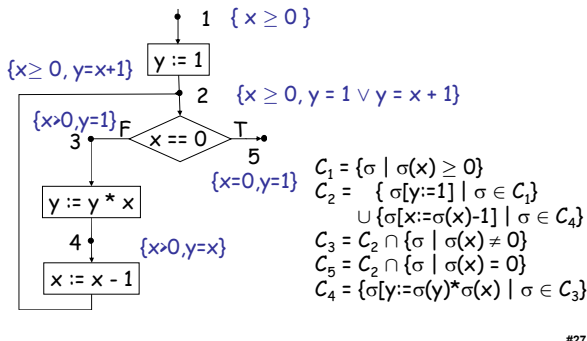 1 { x ≥ 0 }
y := 1
{x≥ 0, y=x+1}
2 {x ≥ 0, y = 1 ∨ y = x + 1}
{x>0,y=1} F
3 x == 0 T
5
{x=0,y=1}
y := y * x
4 {x>0,y=x}
x := x - 1
C₁ = {σ | σ(x) ≥ 0}
C₂ = { σ[y:=1] | σ ∈ C₁}
∪ {σ[x:=σ(x)-1] | σ ∈ C₄}
C₃ = C₂ ∩ {σ | σ(x) ≠ 0}
C₅ = C₂ ∩ {σ | σ(x) = 0}
C₄ = {σ[y:=σ(y)*σ(x) | σ ∈ C₃}
#27